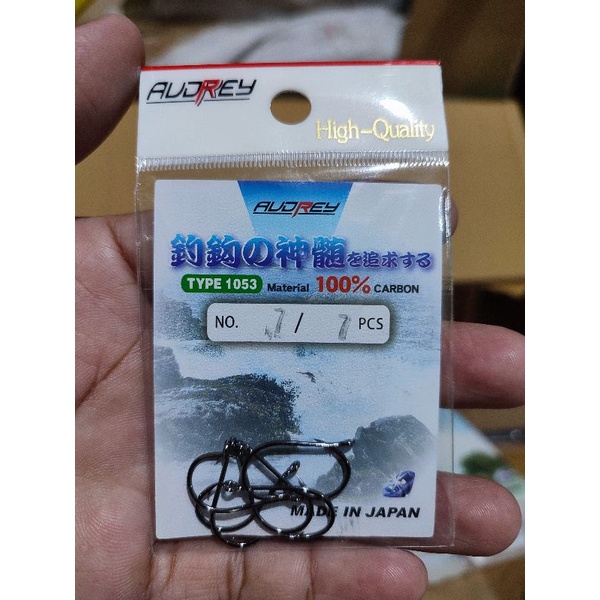 AUDREY
High-Quality
AUDREY
釣鈎の神髄を追求する
TYPE 1053 Material 100% CARBON
NO. 7 / 7 PCS
MADE IN JAPAN